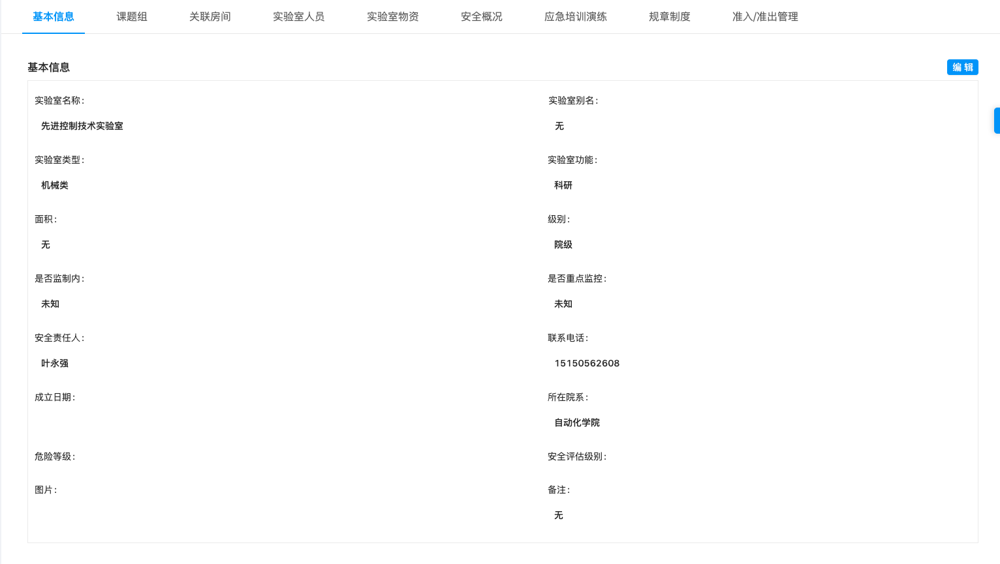 基本信息 课题组 关联房间 实验室人员 实验室物资 安全概况 应急培训演练 规章制度 准入/准出管理
基本信息 编 辑
实验室名称: 实验室别名:
先进控制技术实验室 无
实验室类型: 实验室功能:
机械类 科研
面积: 级别:
无 院级
是否监制内: 是否重点监控:
未知 未知
安全责任人: 联系电话:
叶永强 15150562608
成立日期: 所在院系:
自动化学院
危险等级: 安全评估级别:
图片: 备注:
无